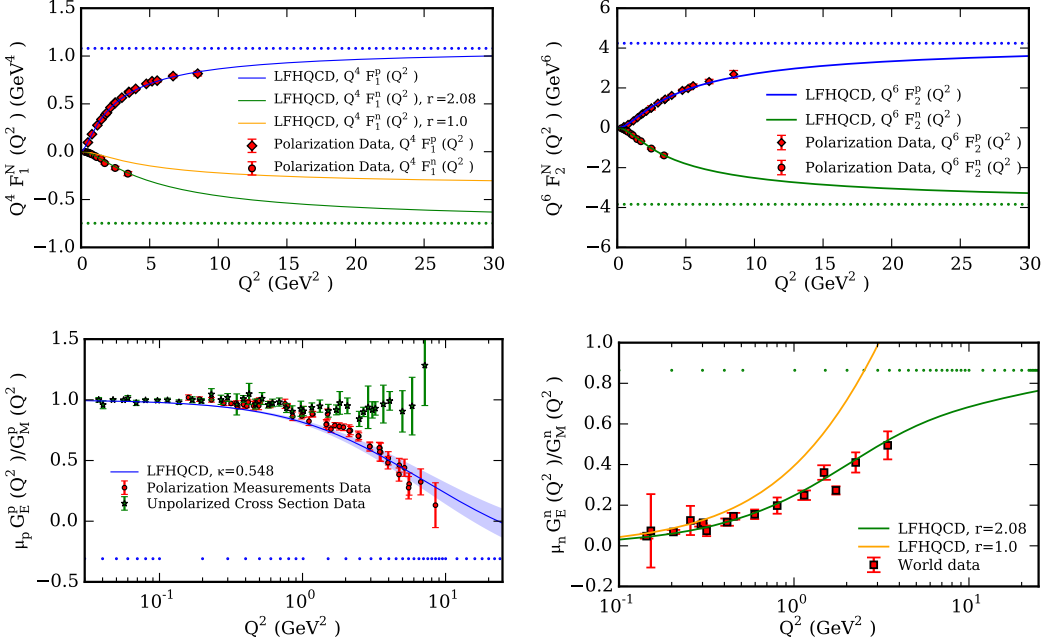 1.5
1.0
0.5
0.0
−0.5
−1.0
Q⁴ F₁ᴺ (Q² ) (GeV⁴ )
LFHQCD, Q⁴ F₁ᵖ (Q² )
LFHQCD, Q⁴ F₁ⁿ (Q² ), r=2.08
LFHQCD, Q⁴ F₁ⁿ (Q² ), r=1.0
Polarization Data, Q⁴ F₁ᵖ (Q² )
Polarization Data, Q⁴ F₁ⁿ (Q² )
0 5 10 15 20 25 30
Q² (GeV² )
6
4
2
0
−2
−4
−6
Q⁶ F₂ᴺ (Q² ) (GeV⁶ )
LFHQCD, Q⁶ F₂ᵖ (Q² )
LFHQCD, Q⁶ F₂ⁿ (Q² )
Polarization Data, Q⁶ F₂ᵖ (Q² )
Polarization Data, Q⁶ F₂ⁿ (Q² )
0 5 10 15 20 25 30
Q² (GeV² )
1.5
1.0
0.5
0.0
−0.5
μₚ G_E^p (Q² )/G_M^p (Q² )
LFHQCD, κ=0.548
Polarization Measurements Data
Unpolarized Cross Section Data
10⁻¹ 10⁰ 10¹
Q² (GeV² )
1.0
0.8
0.6
0.4
0.2
0.0
−0.2
μₙ G_E^n (Q² )/G_M^n (Q² )
LFHQCD, r=2.08
LFHQCD, r=1.0
World data
10⁻¹ 10⁰ 10¹
Q² (GeV² )